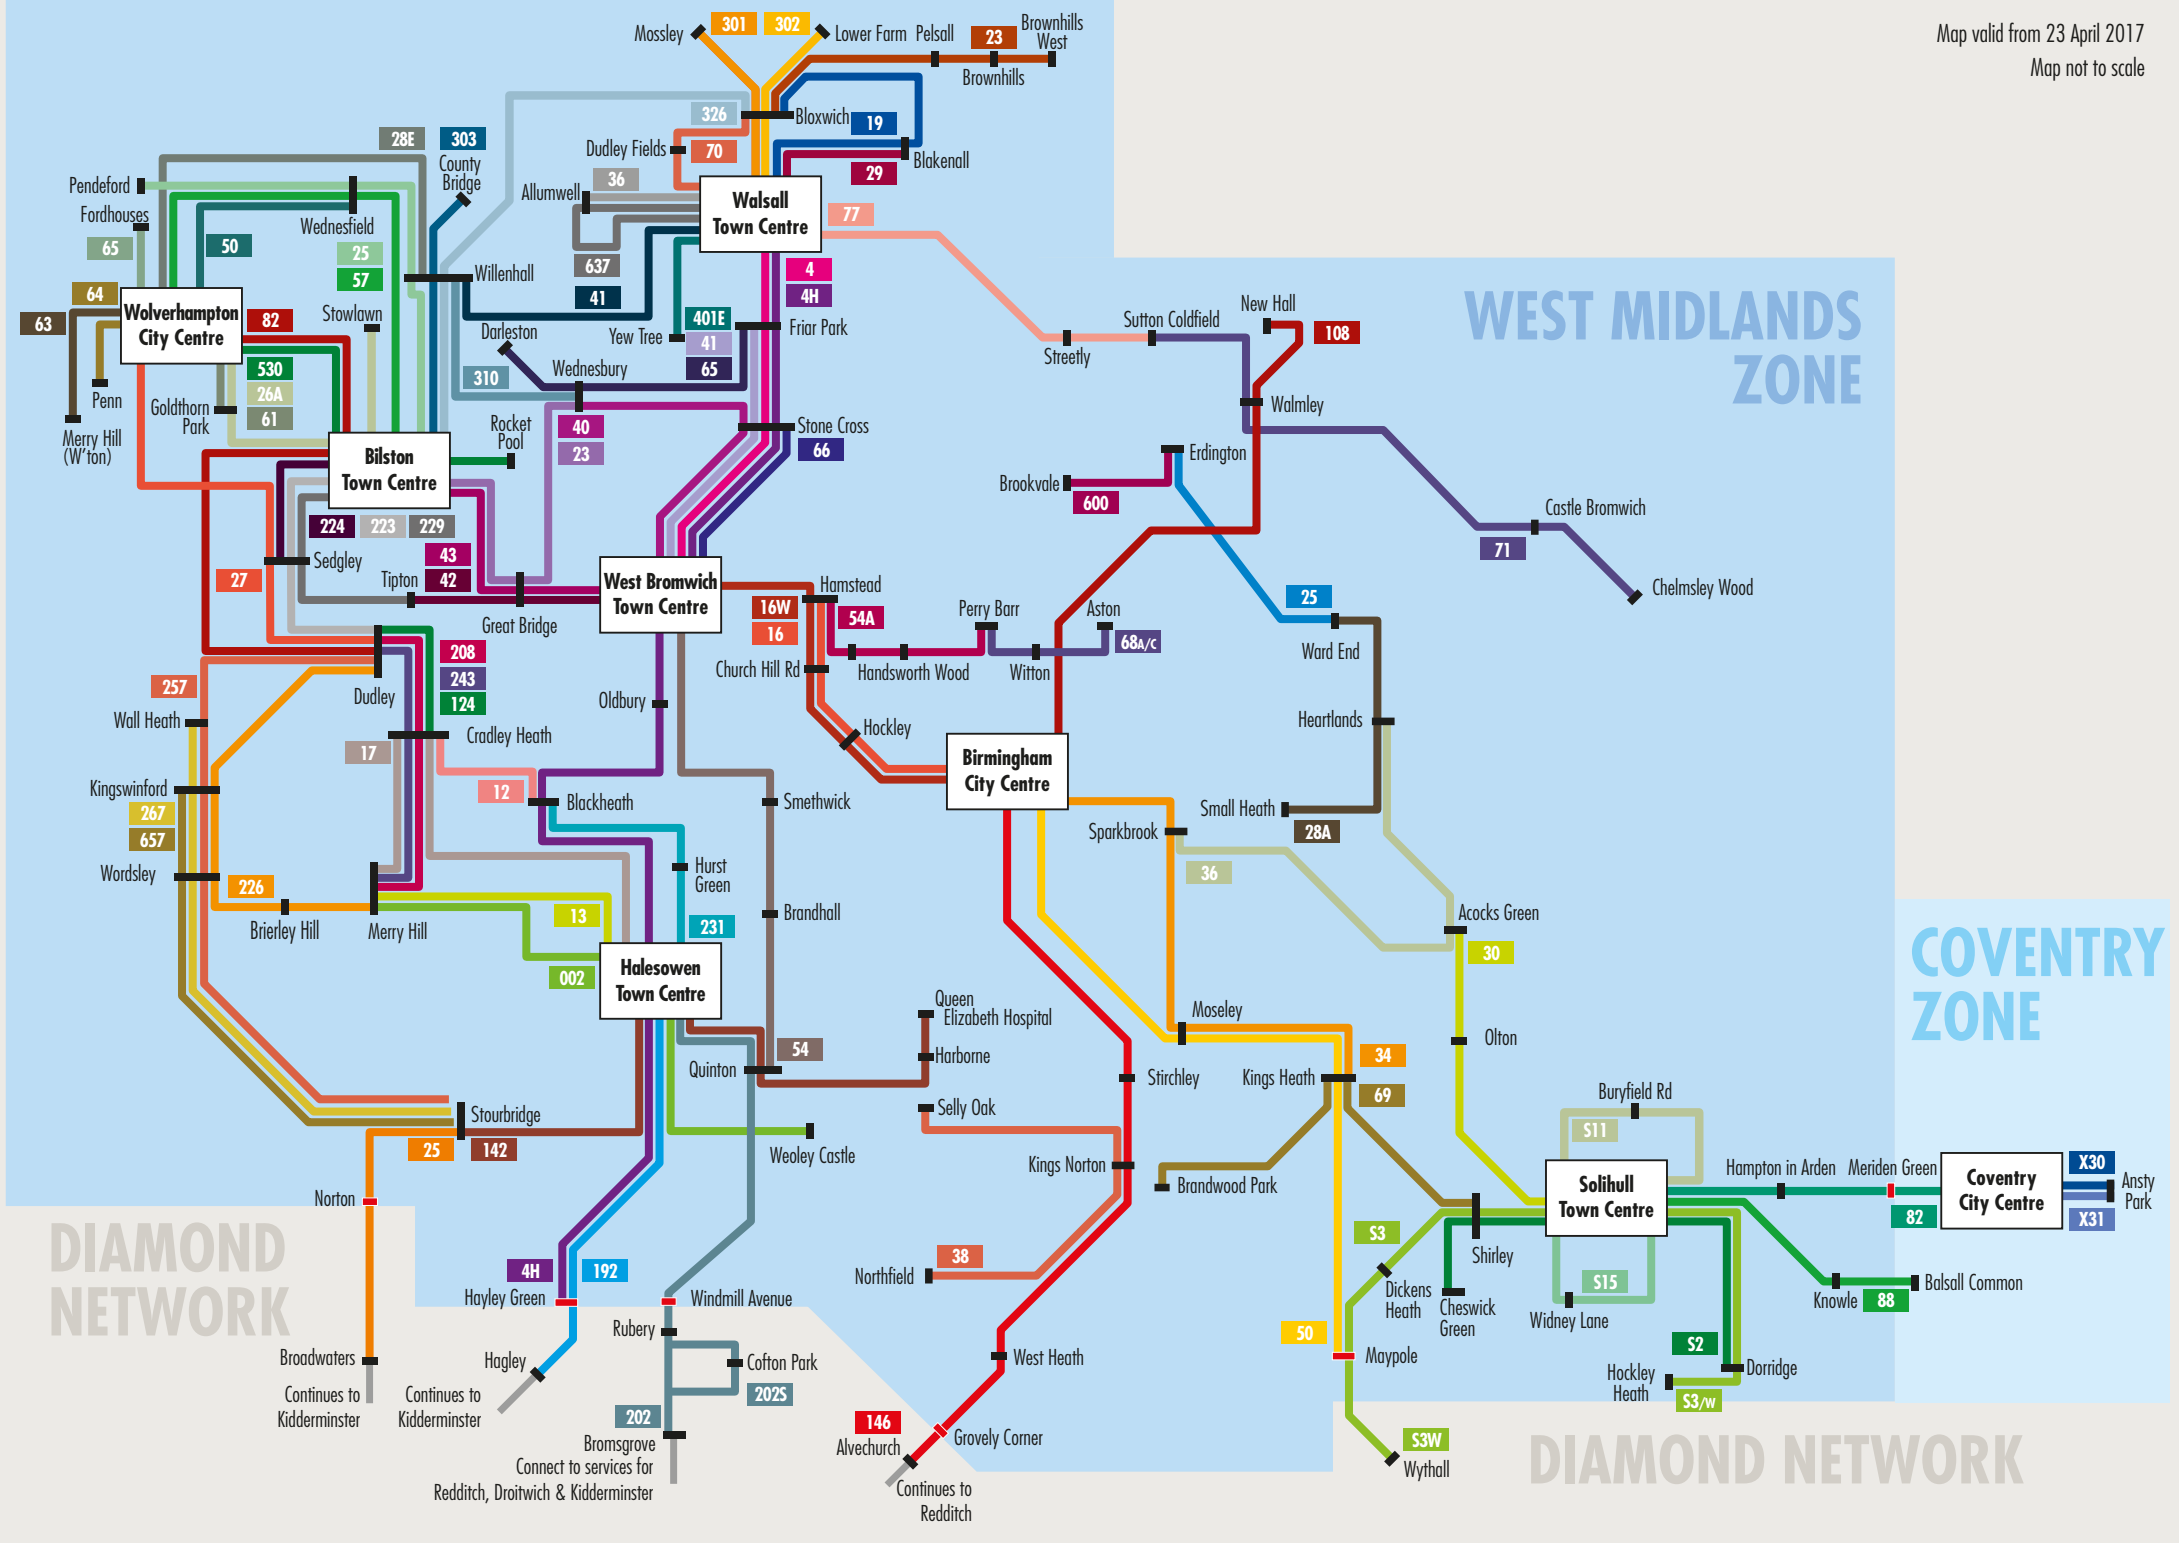 Mossley
301
302
Lower Farm
Pelsall
23
Brownhills
West
Brownhills
Map valid from 23 April 2017
Map not to scale
326
Bloxwich
19
Dudley Fields
70
Blakenall
29
28E
303
County
Bridge
Allumwell
36
Walsall
Town Centre
77
Pendeford
Fordhouses
65
50
Wednesfield
25
57
637
41
4
4H
Willenhall
64
63
Wolverhampton
City Centre
82
Stowlawn
Darleston
Yew Tree
401E
41
65
Friar Park
530
26A
61
Penn
Goldthorn
Park
Merry Hill
(W'ton)
310
Wednesbury
Rocket
Pool
40
23
Stone Cross
66
Bilston
Town Centre
224
223
229
Sedgley
27
Tipton
43
42
Great Bridge
West Bromwich
Town Centre
New Hall
108
Sutton Coldfield
Streetly
WEST MIDLANDS
ZONE
Walmley
Erdington
Brookvale
600
Castle Bromwich
71
Chelmsley Wood
Hamstead
16W
16
54A
Perry Barr
Aston
68A/C
Church Hill Rd
Handsworth Wood
Witton
25
Ward End
Dudley
208
243
124
257
Wall Heath
Oldbury
Hockley
Heartlands
17
Cradley Heath
12
Blackheath
Smethwick
Birmingham
City Centre
Small Heath
28A
Sparkbrook
36
Kingswinford
267
657
Wordsley
226
Brierley Hill
Merry Hill
Hurst
Green
Brandhall
13
231
002
Halesowen
Town Centre
Acocks Green
30
COVENTRY
ZONE
Queen
Elizabeth Hospital
Harborne
54
Quinton
Moseley
Stirchley
Kings Heath
34
69
Olton
Selly Oak
Stourbridge
25
142
Weoley Castle
Kings Norton
Brandwood Park
Buryfield Rd
S11
Solihull
Town Centre
Hampton in Arden
Meriden Green
Coventry
City Centre
X30
X31
Ansty
Park
82
Norton
DIAMOND
NETWORK
4H
192
Hayley Green
Windmill Avenue
Northfield
38
S3
Shirley
Dickens
Heath
Cheswick
Green
S15
Widney Lane
Knowle
88
Balsall Common
Rubery
Cofton Park
202S
202
West Heath
50
Maypole
S2
Dorridge
Hockley
Heath
S3/W
Broadwaters
Continues to
Kidderminster
Hagley
Continues to
Kidderminster
Bromsgrove
Connect to services for
Redditch, Droitwich & Kidderminster
146
Alvechurch
Grovely Corner
Continues to
Redditch
S3W
Wythall
DIAMOND NETWORK